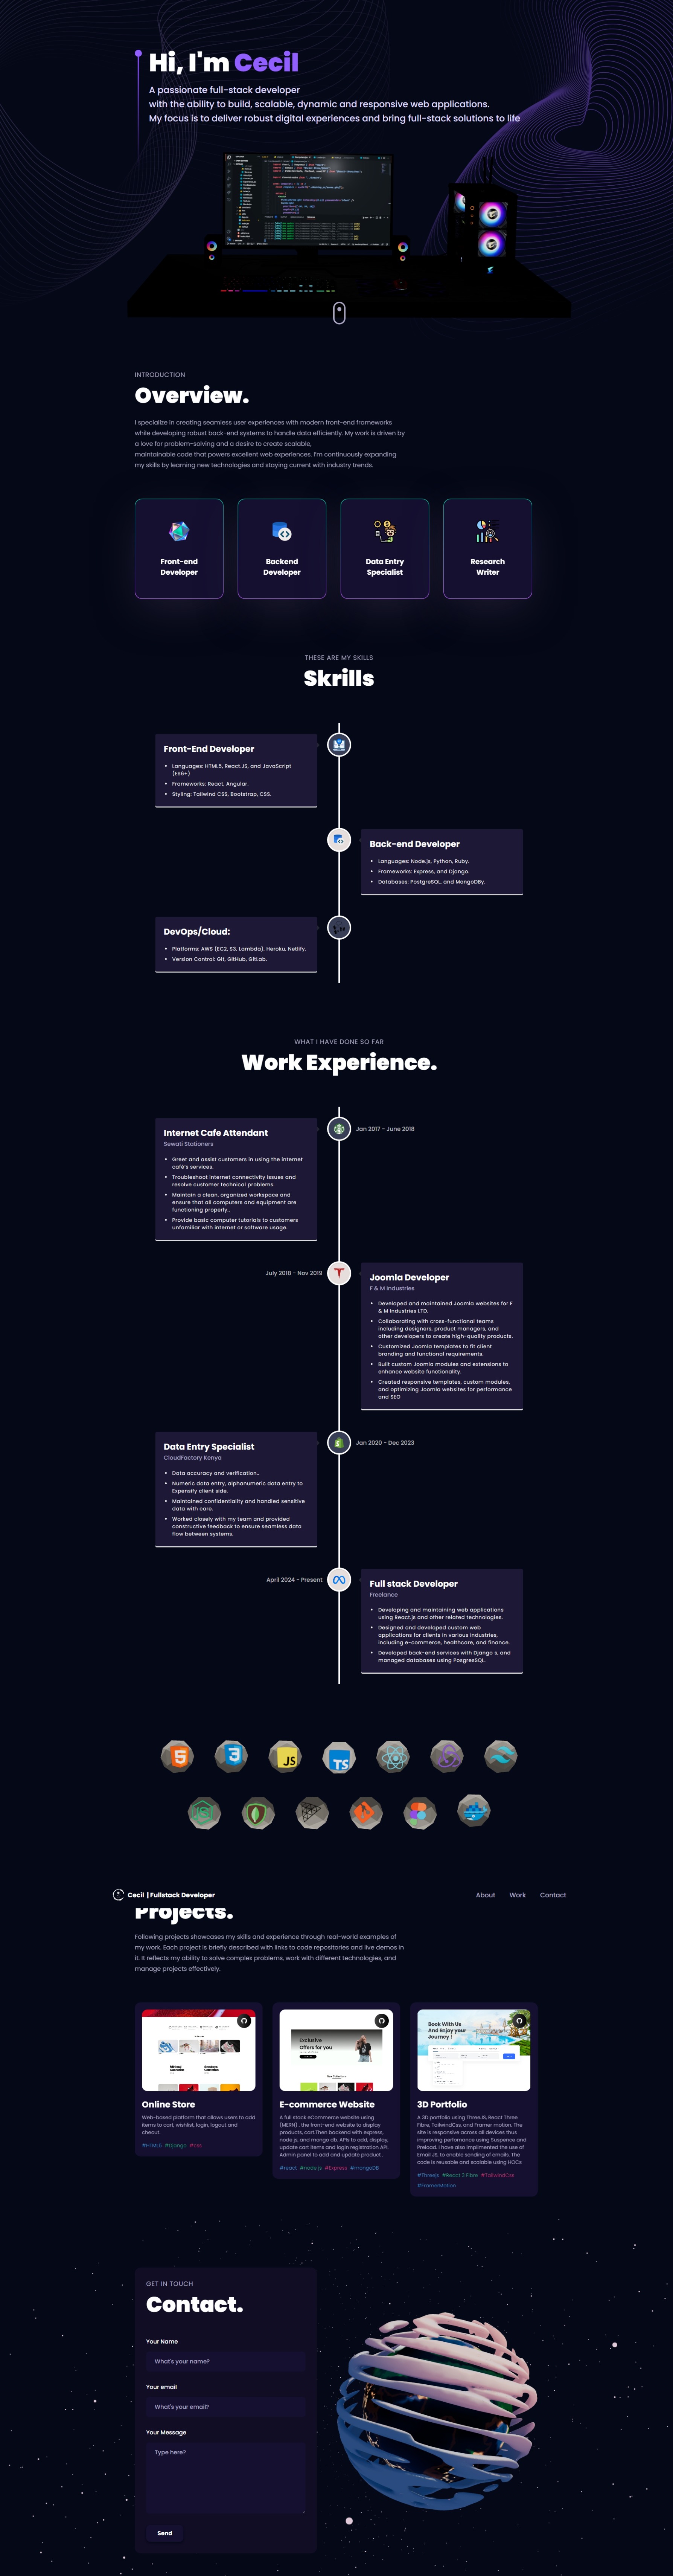 Hi, I'm Cecil
A passionate full-stack developer
with the ability to build, scalable, dynamic and responsive web applications.
My focus is to deliver robust digital experiences and bring full-stack solutions to life
INTRODUCTION
Overview.
I specialize in creating seamless user experiences with modern front-end frameworks
while developing robust back-end systems to handle data efficiently. My work is driven by
a love for problem-solving and a desire to create scalable,
maintainable code that powers excellent web experiences. I'm continuously expanding
my skills by learning new technologies and staying current with industry trends.
Front-end
Developer
Backend
Developer
Data Entry
Specialist
Research
Writer
THESE ARE MY SKILLS
Skrills
Front-End Developer
• Languages: HTML5, React.JS, and JavaScript
(ES6+)
• Frameworks: React, Angular.
• Styling: Tailwind CSS, Bootstrap, CSS.
Back-end Developer
• Languages: Node.js, Python, Ruby.
• Frameworks: Express, and Django.
• Databases: PostgreSQL, and MongoDBy.
DevOps/Cloud:
• Platforms: AWS (EC2, S3, Lambda), Heroku, Netlify.
• Version Control: Git, GitHub, GitLab.
WHAT I HAVE DONE SO FAR
Work Experience.
Internet Cafe Attendant
Sewati Stationers
Jan 2017 - June 2018
• Greet and assist customers in using the internet
café's services.
• Troubleshoot internet connectivity issues and
resolve customer technical problems.
• Maintain a clean, organized workspace and
ensure that all computers and equipment are
functioning properly..
• Provide basic computer tutorials to customers
unfamiliar with internet or software usage.
July 2018 - Nov 2019
Joomla Developer
F & M Industries
• Developed and maintained Joomla websites for F
& M Industries LTD.
• Collaborating with cross-functional teams
including designers, product managers, and
other developers to create high-quality products.
• Customized Joomla templates to fit client
branding and functional requirements.
• Built custom Joomla modules and extensions to
enhance website functionality.
• Created responsive templates, custom modules,
and optimizing Joomla websites for performance
and SEO
Data Entry Specialist
CloudFactory Kenya
Jan 2020 - Dec 2023
• Data accuracy and verification..
• Numeric data entry, alphanumeric data entry to
Expensify client side.
• Maintained confidentiality and handled sensitive
data with care.
• Worked closely with my team and provided
constructive feedback to ensure seamless data
flow between systems.
April 2024 - Present
Full stack Developer
Freelance
• Developing and maintaining web applications
using React.js and other related technologies.
• Designed and developed custom web
applications for clients in various industries,
including e-commerce, healthcare, and finance.
• Developed back-end services with Django s, and
managed databases using PosgresSQL.
5
3
JS
TS
JS
Cecil | Fullstack Developer
About
Work
Contact
Projects.
Following projects showcases my skills and experience through real-world examples of
my work. Each project is briefly described with links to code repositories and live demos in
it. It reflects my ability to solve complex problems, work with different technologies, and
manage projects effectively.
Exclusive
Offers for you
Book With Us
And Enjoy your
Journey !
Online Store
Web-based platform that allows users to add
items to cart, wishlist, login, logout and
cheout.
#HTML5 #Django #css
E-commerce Website
A full stack eCommerce website using
(MERN) . the front-end website to display
products, cart.Then backend with express,
node js, and mongo db. APIs to add, display,
update cart items and login registration API.
Admin panel to add and update product .
#react #node js #Express #mongoDB
3D Portfolio
A 3D portfolio using ThreeJS, React Three
Fibre, TailwindCss, and Framer motion. The
site is responsive across all devices thus
improving perfomance using Suspence and
Preload. I have also implimented the use of
Email JS, to enable sending of emails. The
code is reusable and scalable using HOCs
#Threejs #React 3 Fibre #TailwindCss
#FramerMotion
GET IN TOUCH
Contact.
Your Name
What's your name?
Your email
What's your email?
Your Message
Type here?
Send